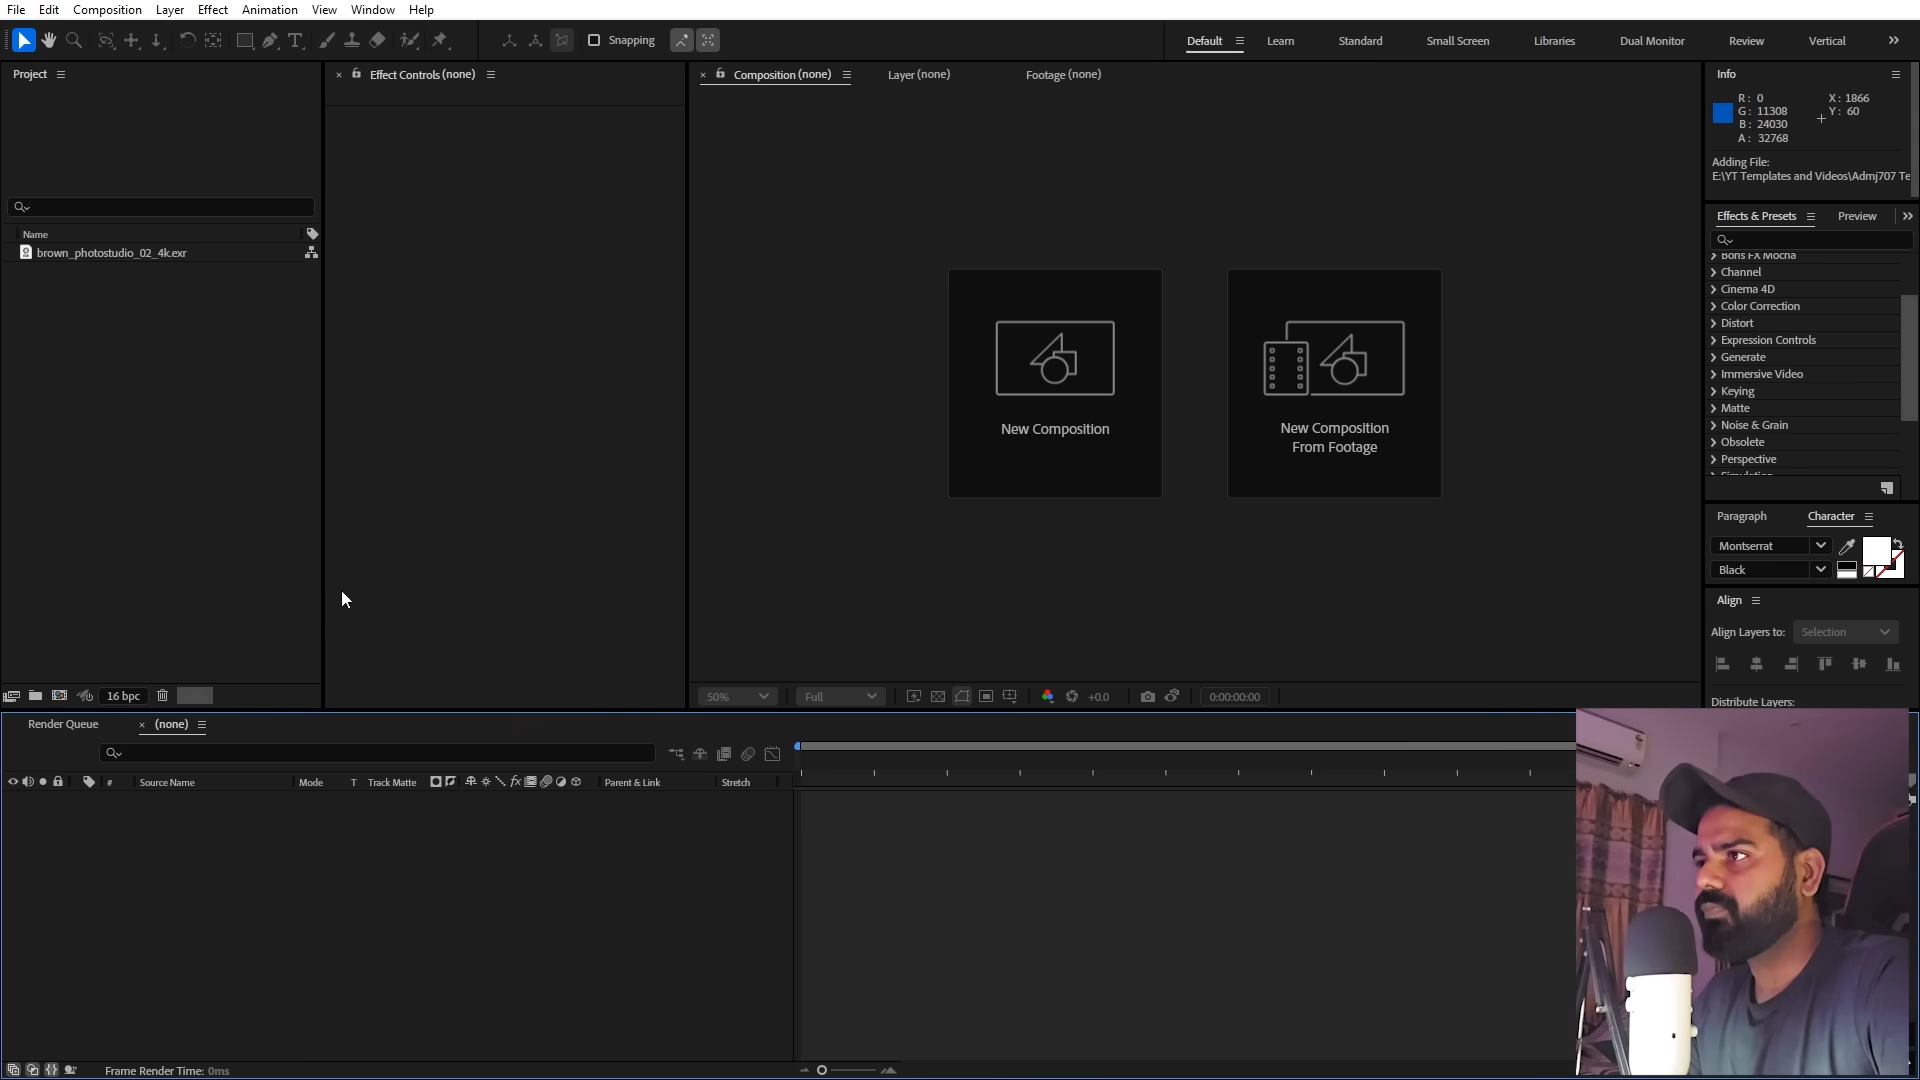 File Edit Composition Layer Effect Animation View Window Help
Snapping
Default Learn Standard Small Screen Libraries Dual Monitor Review Vertical
Project
Effect Controls (none)
Composition (none) Layer (none) Footage (none)
Info
R: 0
G: 11308
B: 24030
A: 32768
X: 1866
Y: 60
Adding File:
E:\YT Templates and Videos\Admj707 Te
Name
brown_photostudio_02_4k.exr
Effects & Presets Preview
Boris FX Mocha
Channel
Cinema 4D
Color Correction
Distort
Expression Controls
Generate
Immersive Video
Keying
Matte
Noise & Grain
Obsolete
Perspective
New Composition
New Composition
From Footage
Paragraph Character
Montserrat
Black
Align
Align Layers to: Selection
Distribute Layers:
16 bpc
50% Full +0.0 0:00:00:00
Render Queue (none)
# Source Name Mode T Track Matte fx Parent & Link Stretch
Frame Render Time: 0ms